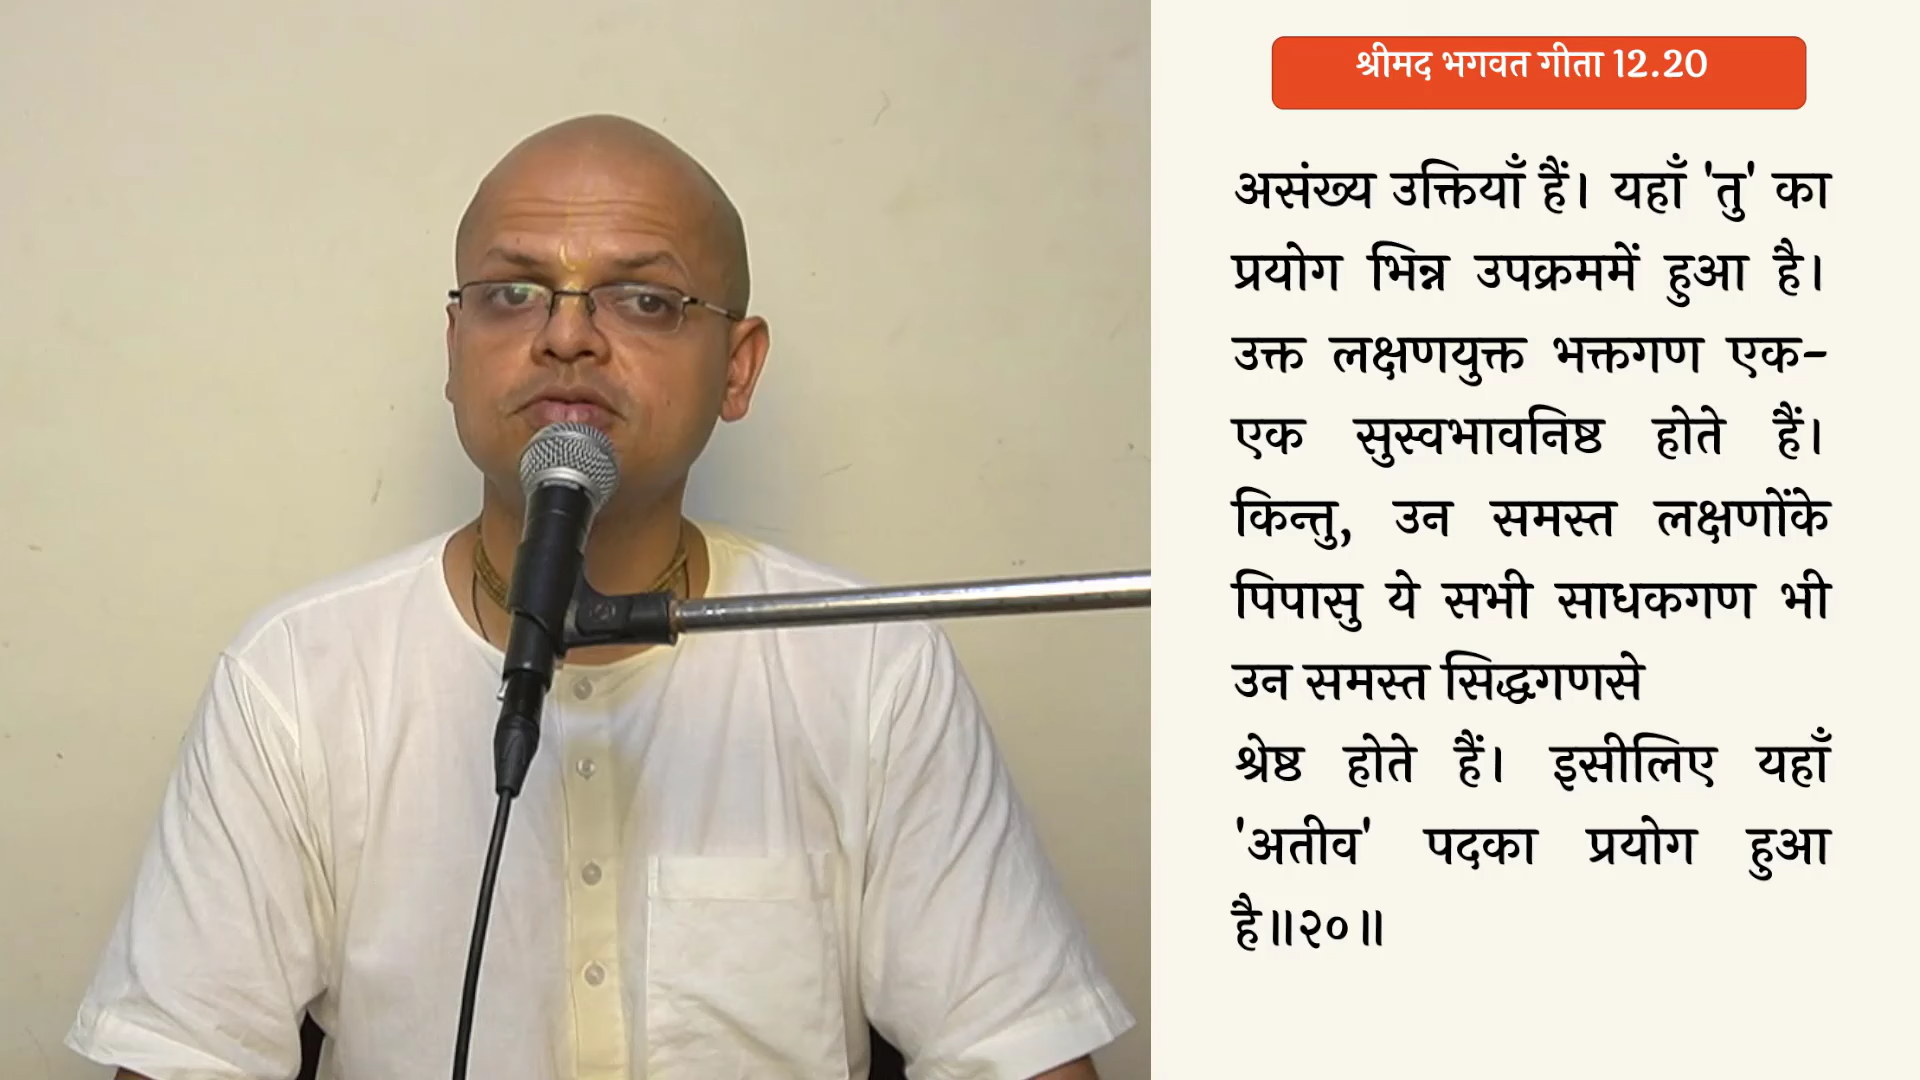 श्रीमद भगवत गीता 12.20
असंख्य उक्तियाँ हैं। यहाँ 'तु' का
प्रयोग भिन्न उपक्रममें हुआ है।
उक्त लक्षणयुक्त भक्तगण एक-
एक सुस्वभावनिष्ठ होते हैं।
किन्तु, उन समस्त लक्षणोंके
पिपासु ये सभी साधकगण भी
उन समस्त सिद्धगणसे
श्रेष्ठ होते हैं। इसीलिए यहाँ
'अतीव' पदका प्रयोग हुआ
है॥२०॥